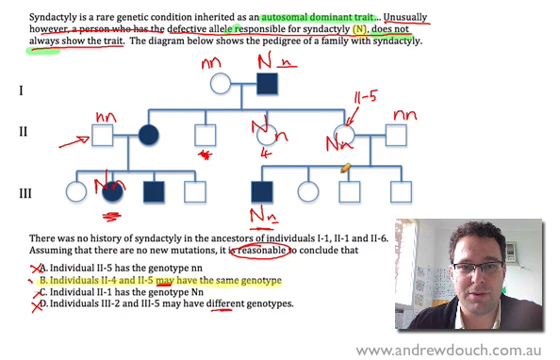 Syndactyly is a rare genetic condition inherited as an autosomal dominant trait... Unusually
however, a person who has the defective allele responsible for syndactyly (N), does not
always show the trait. The diagram below shows the pedigree of a family with syndactyly.
nn
N n
I
II-5
nn
N n
nn
II
4
Nn
Nn
III
Nn
There was no history of syndactyly in the ancestors of individuals I-1, II-1 and II-6.
Assuming that there are no new mutations, it is reasonable to conclude that
A. Individual II-5 has the genotype nn
B. Individuals II-4 and II-5 may have the same genotype
C. Individual II-1 has the genotype Nn
D. Individuals III-2 and III-5 may have different genotypes.
www.andrewdouch.com.au